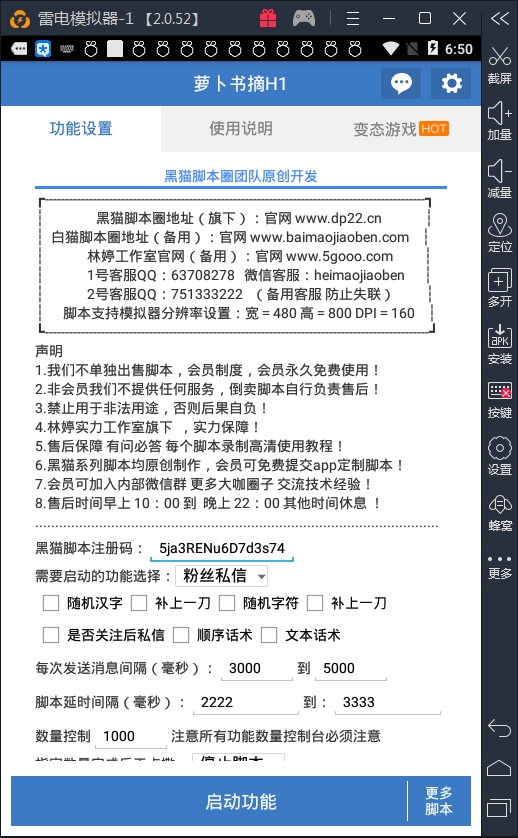 雷电模拟器-1 【2.0.52】
6:50
萝卜书摘H1
功能设置 使用说明 变态游戏 HOT
黑猫脚本圈团队原创开发
黑猫脚本圈地址（旗下）：官网 www.dp22.cn
白猫脚本圈地址（备用）：官网 www.baimaojiaoben.com
林婷工作室官网（备用）：官网 www.5gooo.com
1号客服QQ：63708278 微信客服：heimaojiaoben
2号客服QQ：751333222 （备用客服 防止失联）
脚本支持模拟器分辨率设置：宽 = 480 高 = 800 DPI = 160
声明
1.我们不单独出售脚本，会员制度，会员永久免费使用！
2.非会员我们不提供任何服务，倒卖脚本自行负责售后！
3.禁止用于非法用途，否则后果自负！
4.林婷实力工作室旗下 ，实力保障！
5.售后保障 有问必答 每个脚本录制高清使用教程！
6.黑猫系列脚本均原创制作，会员可免费提交app定制脚本！
7.会员可加入内部微信群 更多大咖圈子 交流技术经验！
8.售后时间早上 10：00 到 晚上 22：00 其他时间休息 ！
黑猫脚本注册码： 5ja3RENu6D7d3s74
需要启动的功能选择： 粉丝私信
随机汉字 补上一刀 随机字符 补上一刀
是否关注后私信 顺序话术 文本话术
每次发送消息间隔（毫秒）： 3000 到 5000
脚本延时间隔（毫秒）： 2222 到： 3333
数量控制 1000 注意所有功能数量控制台必须注意
停止脚本
启动功能
更多
脚本
截屏
加量
减量
定位
多开
APK
安装
按键
设置
蜂窝
更多